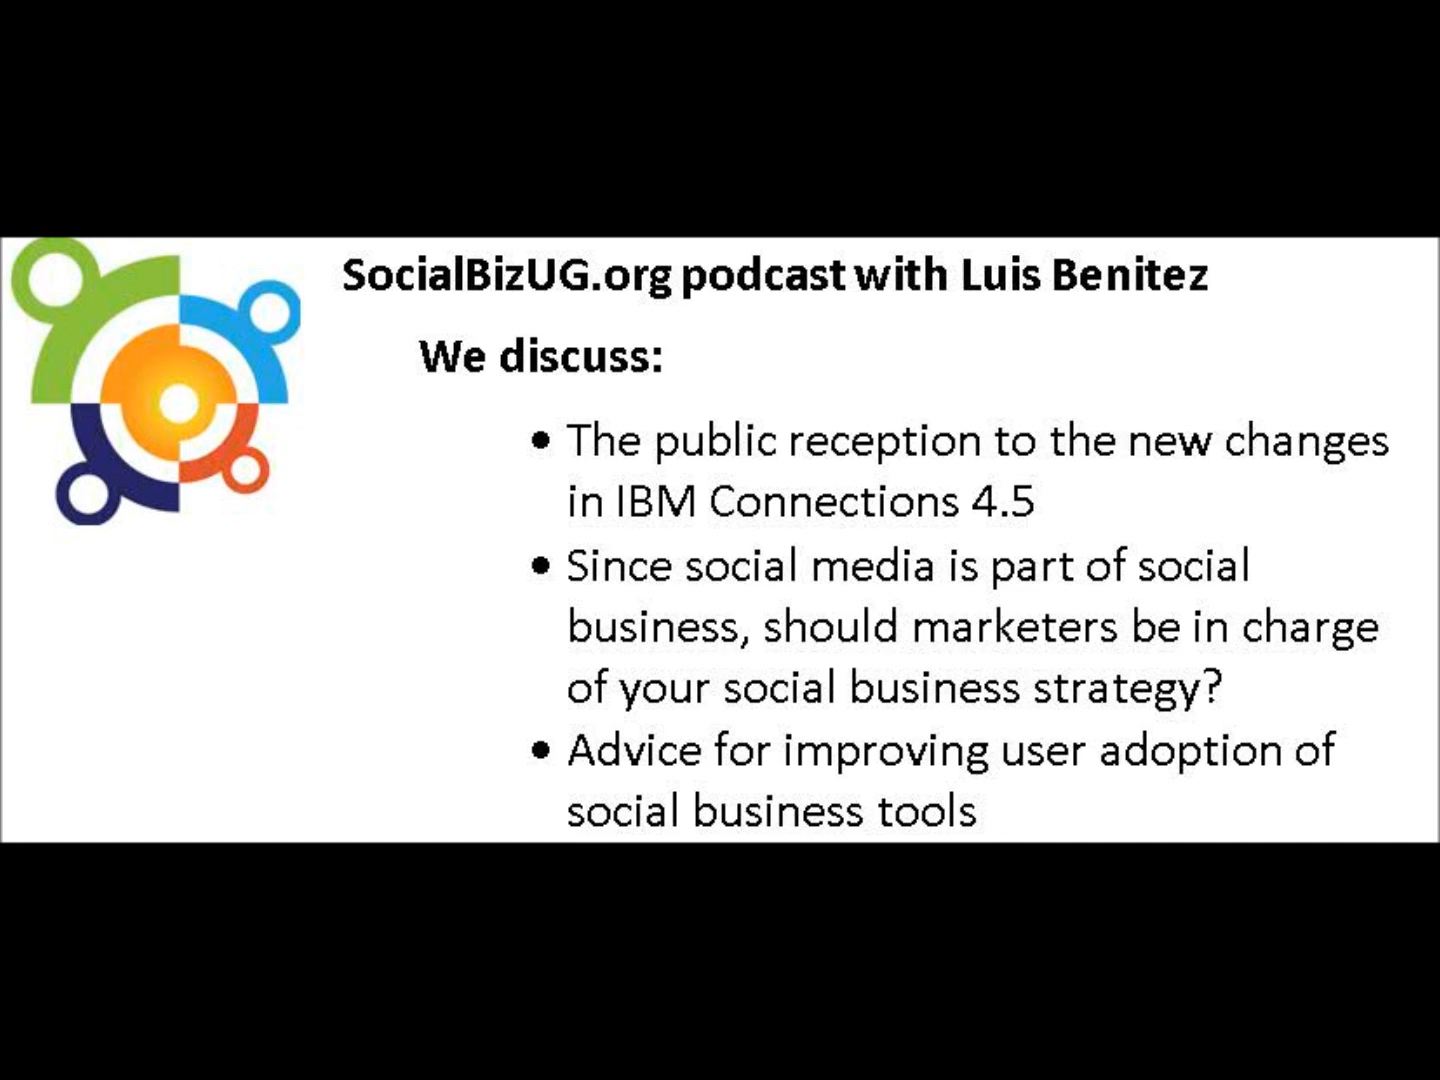 SocialBizUG.org podcast with Luis Benitez
We discuss:
• The public reception to the new changes
in IBM Connections 4.5
• Since social media is part of social
business, should marketers be in charge
of your social business strategy?
• Advice for improving user adoption of
social business tools